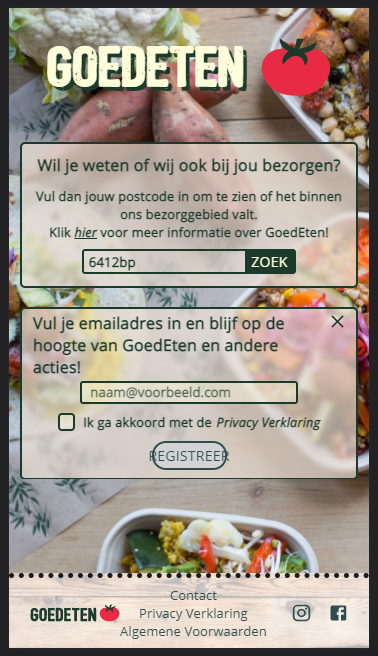 GOEDETEN
Wil je weten of wij ook bij jou bezorgen?
Vul dan jouw postcode in om te zien of het binnen
ons bezorggebied valt.
Klik hier voor meer informatie over GoedEten!
6412bp ZOEK
Vul je emailadres in en blijf op de
hoogte van GoedEten en andere
acties!
naam@voorbeeld.com
Ik ga akkoord met de Privacy Verklaring
REGISTREER
GOEDETEN
Contact
Privacy Verklaring
Algemene Voorwaarden